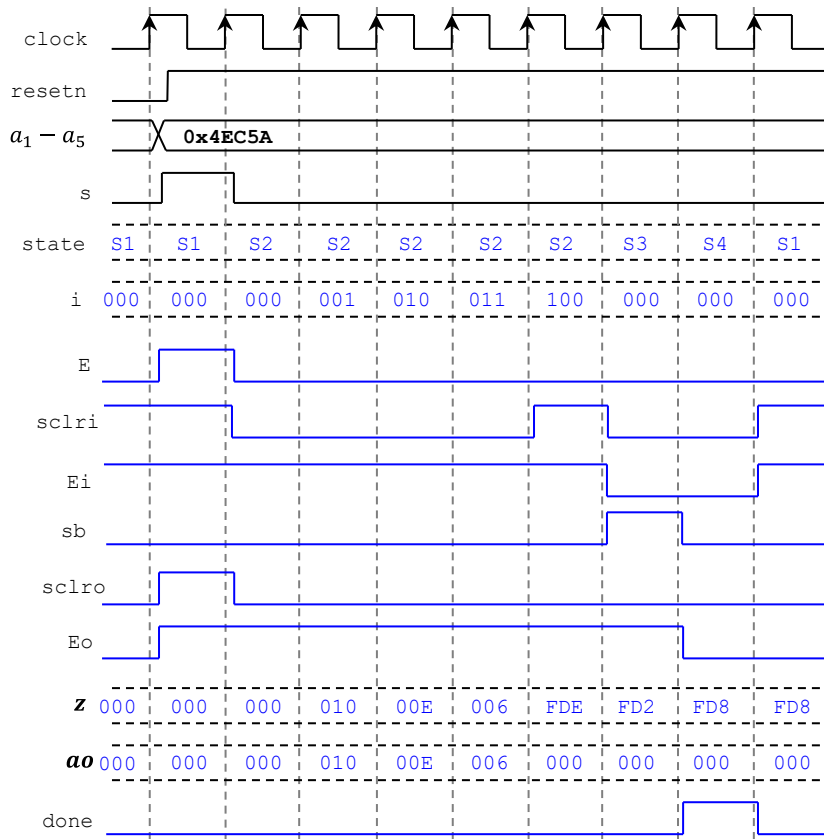 clock
resetn
a₁ − a₅ 0x4EC5A
s
state S1 S1 S2 S2 S2 S2 S2 S3 S4 S1
i 000 000 000 001 010 011 100 000 000 000
E
sclri
Ei
sb
sclro
Eo
z 000 000 000 010 00E 006 FDE FD2 FD8 FD8
ao 000 000 000 010 00E 006 000 000 000 000
done